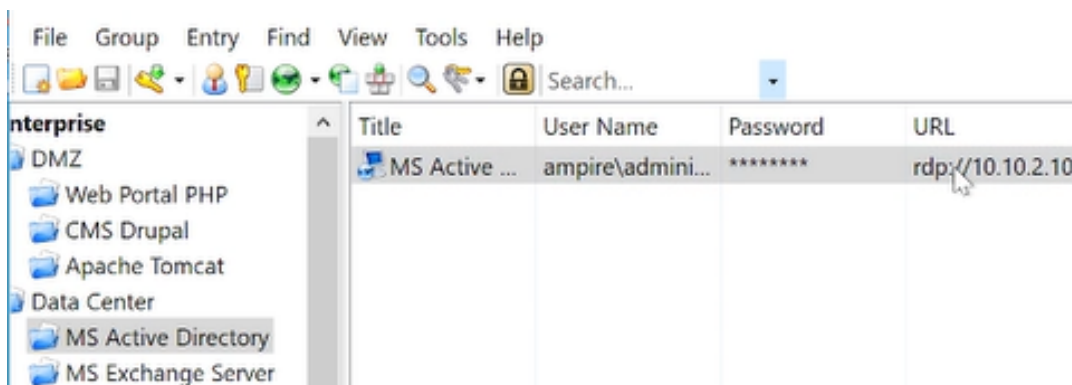 File Group Entry Find View Tools Help
Search...
nterprise
DMZ
Web Portal PHP
CMS Drupal
Apache Tomcat
Data Center
MS Active Directory
MS Exchange Server
Title User Name Password URL
MS Active ... ampire\admini... ******** rdp://10.10.2.10